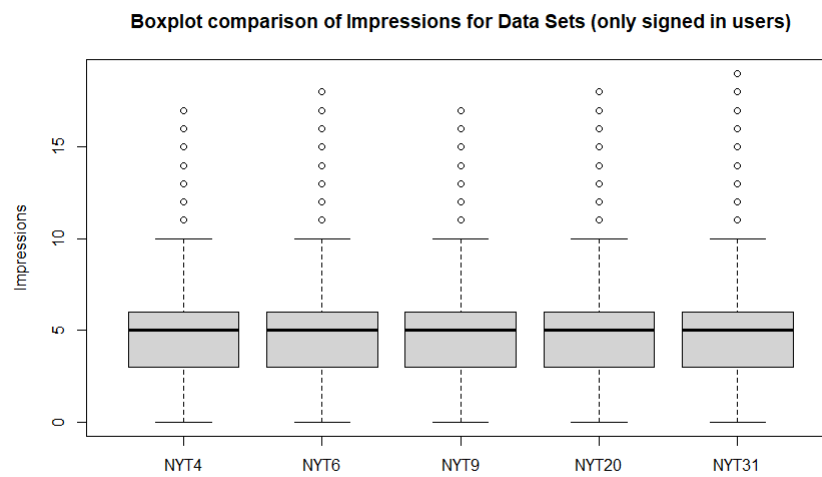 Boxplot comparison of Impressions for Data Sets (only signed in users)
Impressions
15
10
5
0
NYT4 NYT6 NYT9 NYT20 NYT31